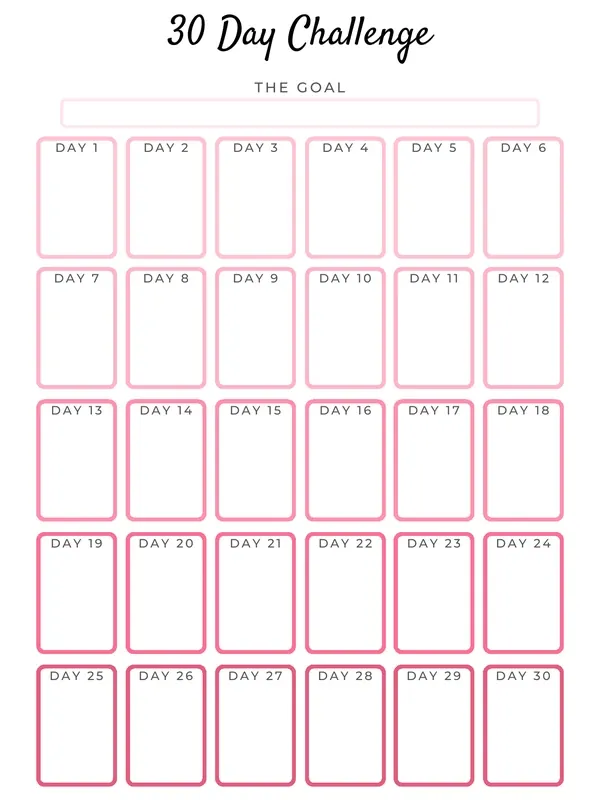 30 Day Challenge
THE GOAL
DAY 1 DAY 2 DAY 3 DAY 4 DAY 5 DAY 6
DAY 7 DAY 8 DAY 9 DAY 10 DAY 11 DAY 12
DAY 13 DAY 14 DAY 15 DAY 16 DAY 17 DAY 18
DAY 19 DAY 20 DAY 21 DAY 22 DAY 23 DAY 24
DAY 25 DAY 26 DAY 27 DAY 28 DAY 29 DAY 30